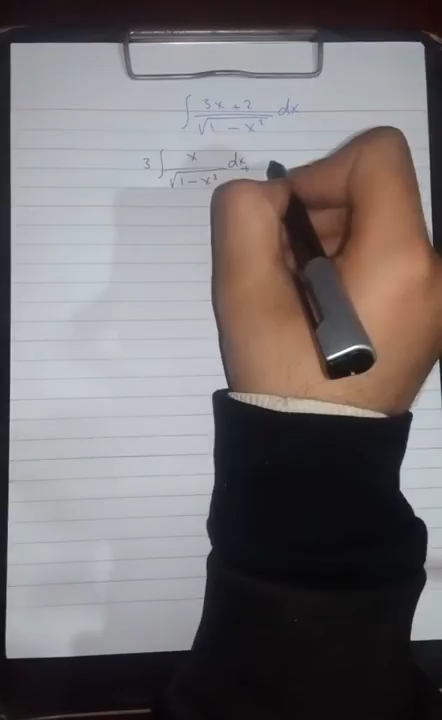 ∫ (3x+2)/√(1-x²) dx
3∫ x/√(1-x²) dx +